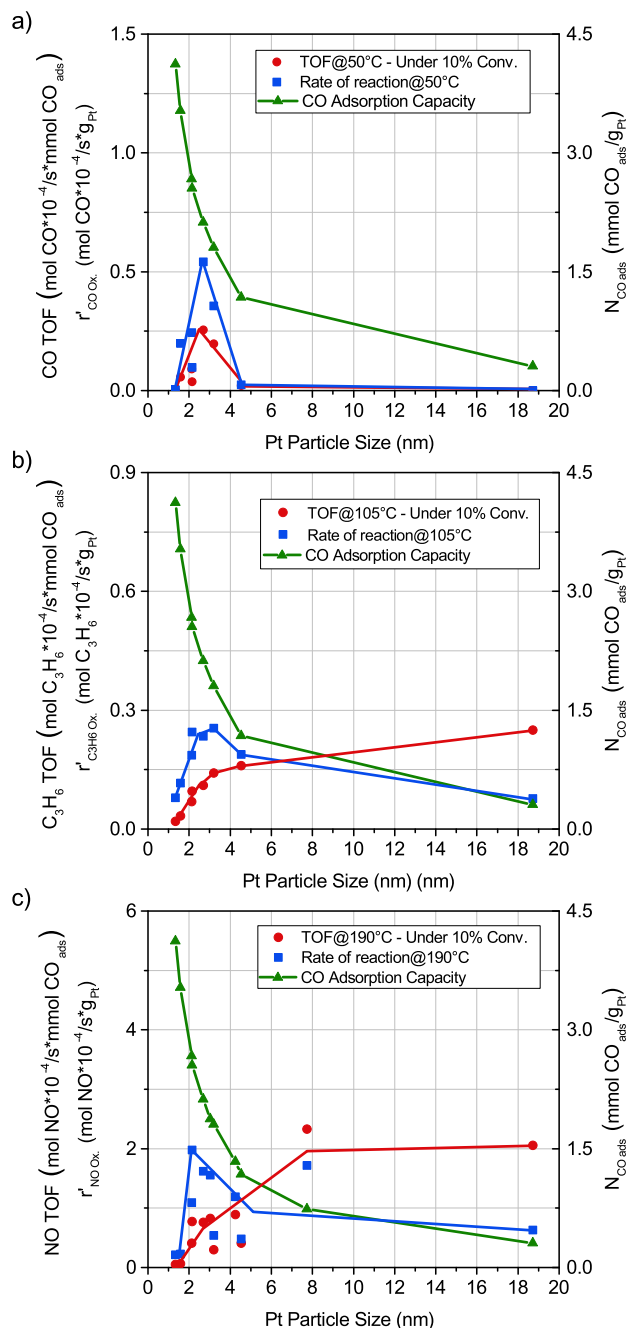 a)
1.5
1.0
0.5
0.0
4.5
3.0
1.5
0.0
CO TOF (mol CO*10⁻⁴/s*mmol CO_ads)
r'_CO Ox. (mol CO*10⁻⁴/s*g_Pt)
TOF@50°C - Under 10% Conv.
Rate of reaction@50°C
CO Adsorption Capacity
N_CO ads (mmol CO_ads/g_Pt)
0 2 4 6 8 10 12 14 16 18 20
Pt Particle Size (nm)
b)
0.9
0.6
0.3
0.0
4.5
3.0
1.5
0.0
C₃H₆ TOF (mol C₃H₆*10⁻⁴/s*mmol CO_ads)
r'_C3H6 Ox. (mol C₃H₆*10⁻⁴/s*g_Pt)
TOF@105°C - Under 10% Conv.
Rate of reaction@105°C
CO Adsorption Capacity
N_CO ads (mmol CO_ads/g_Pt)
0 2 4 6 8 10 12 14 16 18 20
Pt Particle Size (nm) (nm)
c)
6
4
2
0
4.5
3.0
1.5
0.0
NO TOF (mol NO*10⁻⁴/s*mmol CO_ads)
r'_NO Ox. (mol NO*10⁻⁴/s*g_Pt)
TOF@190°C - Under 10% Conv.
Rate of reaction@190°C
CO Adsorption Capacity
N_CO ads (mmol CO_ads/g_Pt)
0 2 4 6 8 10 12 14 16 18 20
Pt Particle Size (nm)